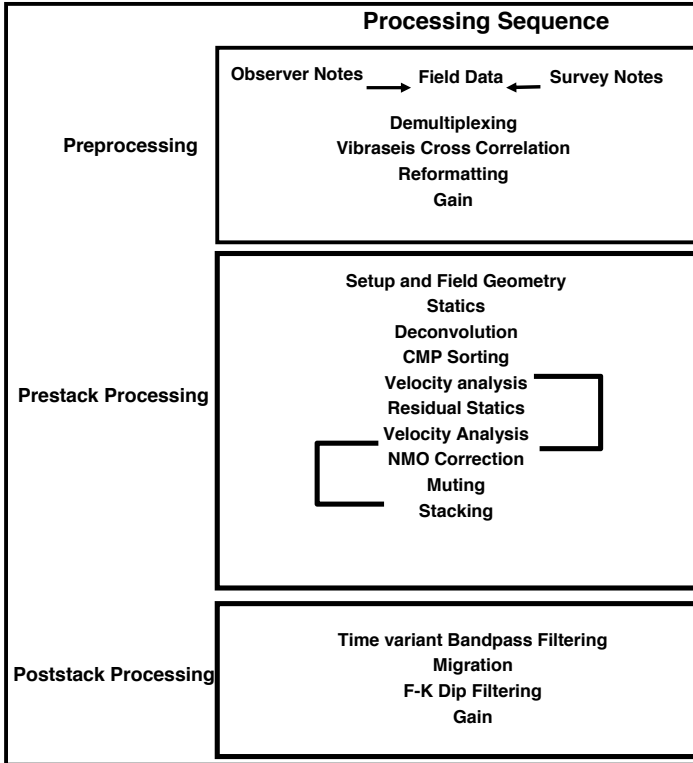 Processing Sequence
Observer Notes Field Data Survey Notes
Preprocessing
Demultiplexing
Vibraseis Cross Correlation
Reformatting
Gain
Prestack Processing
Setup and Field Geometry
Statics
Deconvolution
CMP Sorting
Velocity analysis
Residual Statics
Velocity Analysis
NMO Correction
Muting
Stacking
Poststack Processing
Time variant Bandpass Filtering
Migration
F-K Dip Filtering
Gain